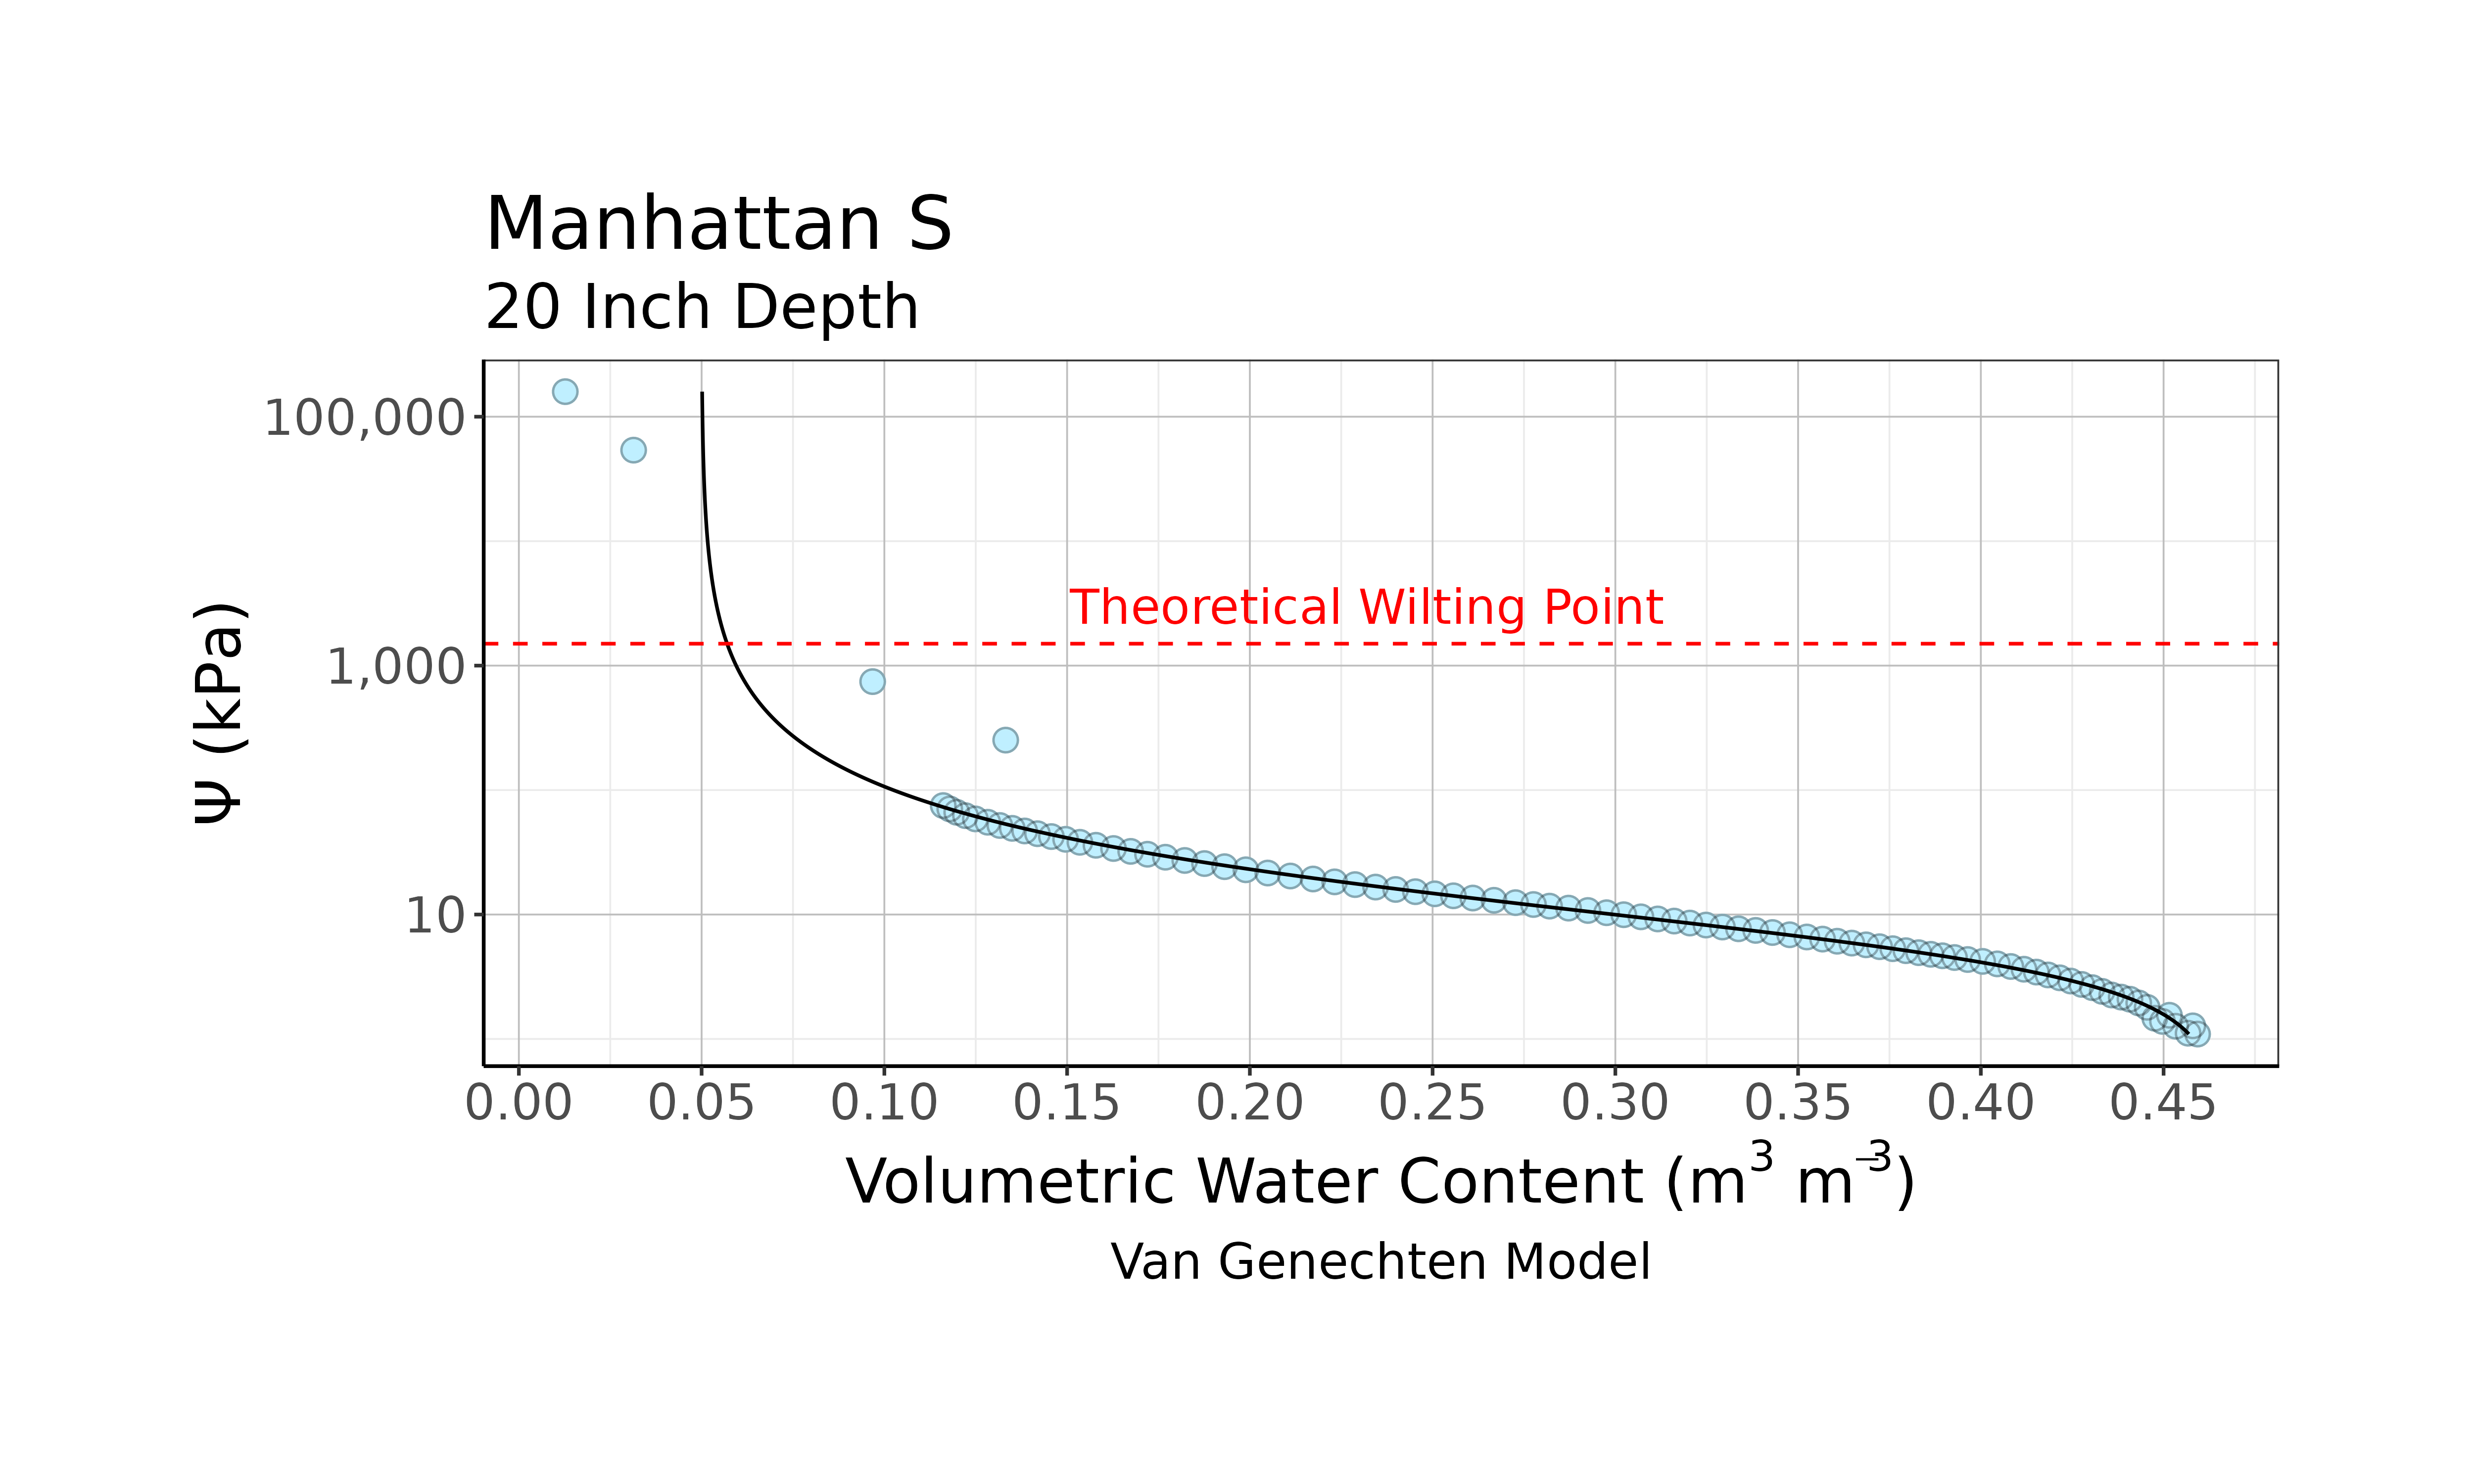 Manhattan S
20 Inch Depth
100,000
1,000
10
Ψ (kPa)
Theoretical Wilting Point
0.00 0.05 0.10 0.15 0.20 0.25 0.30 0.35 0.40 0.45
Volumetric Water Content (m³ m⁻³)
Van Genechten Model